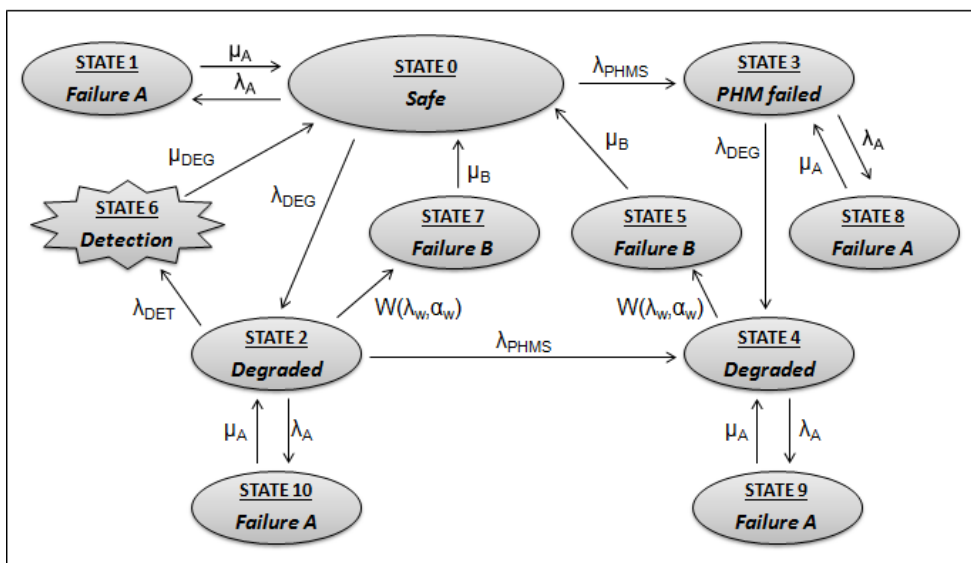 STATE 1
Failure A
μA
λA
STATE 0
Safe
λPHMS
STATE 3
PHM failed
μDEG
λDEG
μB
μB
λDEG
μA
λA
STATE 6
Detection
STATE 7
Failure B
STATE 5
Failure B
STATE 8
Failure A
λDET
W(λw,αw)
W(λw,αw)
STATE 2
Degraded
λPHMS
STATE 4
Degraded
μA
λA
μA
λA
STATE 10
Failure A
STATE 9
Failure A